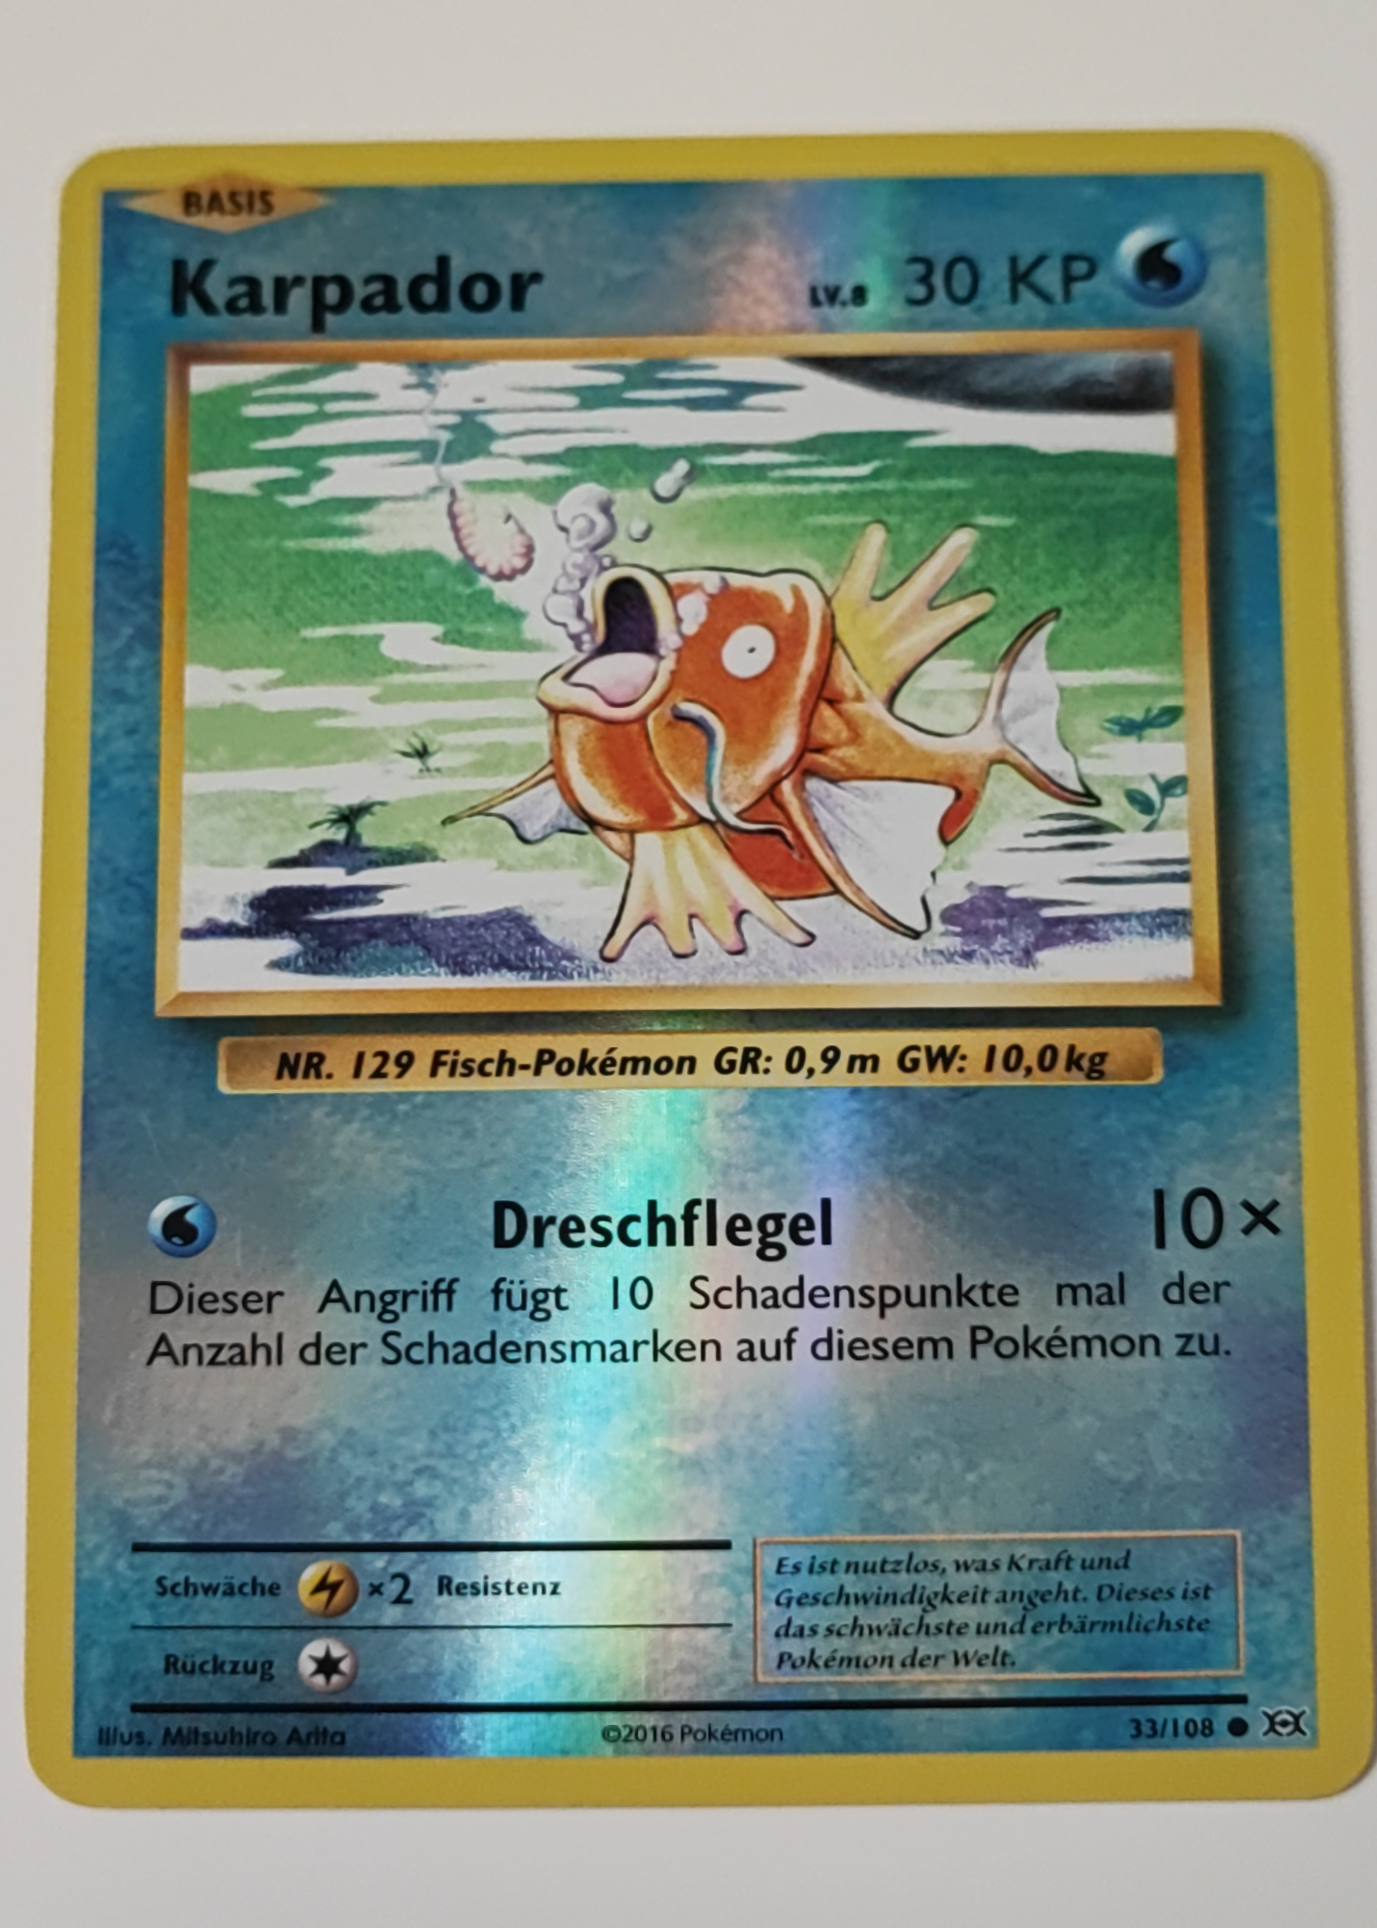 BASIS
Karpador LV.8 30 KP
NR. 129 Fisch-Pokémon GR: 0,9 m GW: 10,0 kg
Dreschflegel 10×
Dieser Angriff fügt 10 Schadenspunkte mal der
Anzahl der Schadensmarken auf diesem Pokémon zu.
Schwäche ×2 Resistenz
Rückzug
Es ist nutzlos, was Kraft und
Geschwindigkeit angeht. Dieses ist
das schwächste und erbärmlichste
Pokémon der Welt.
Illus. Mitsuhiro Arita ©2016 Pokémon 33/108